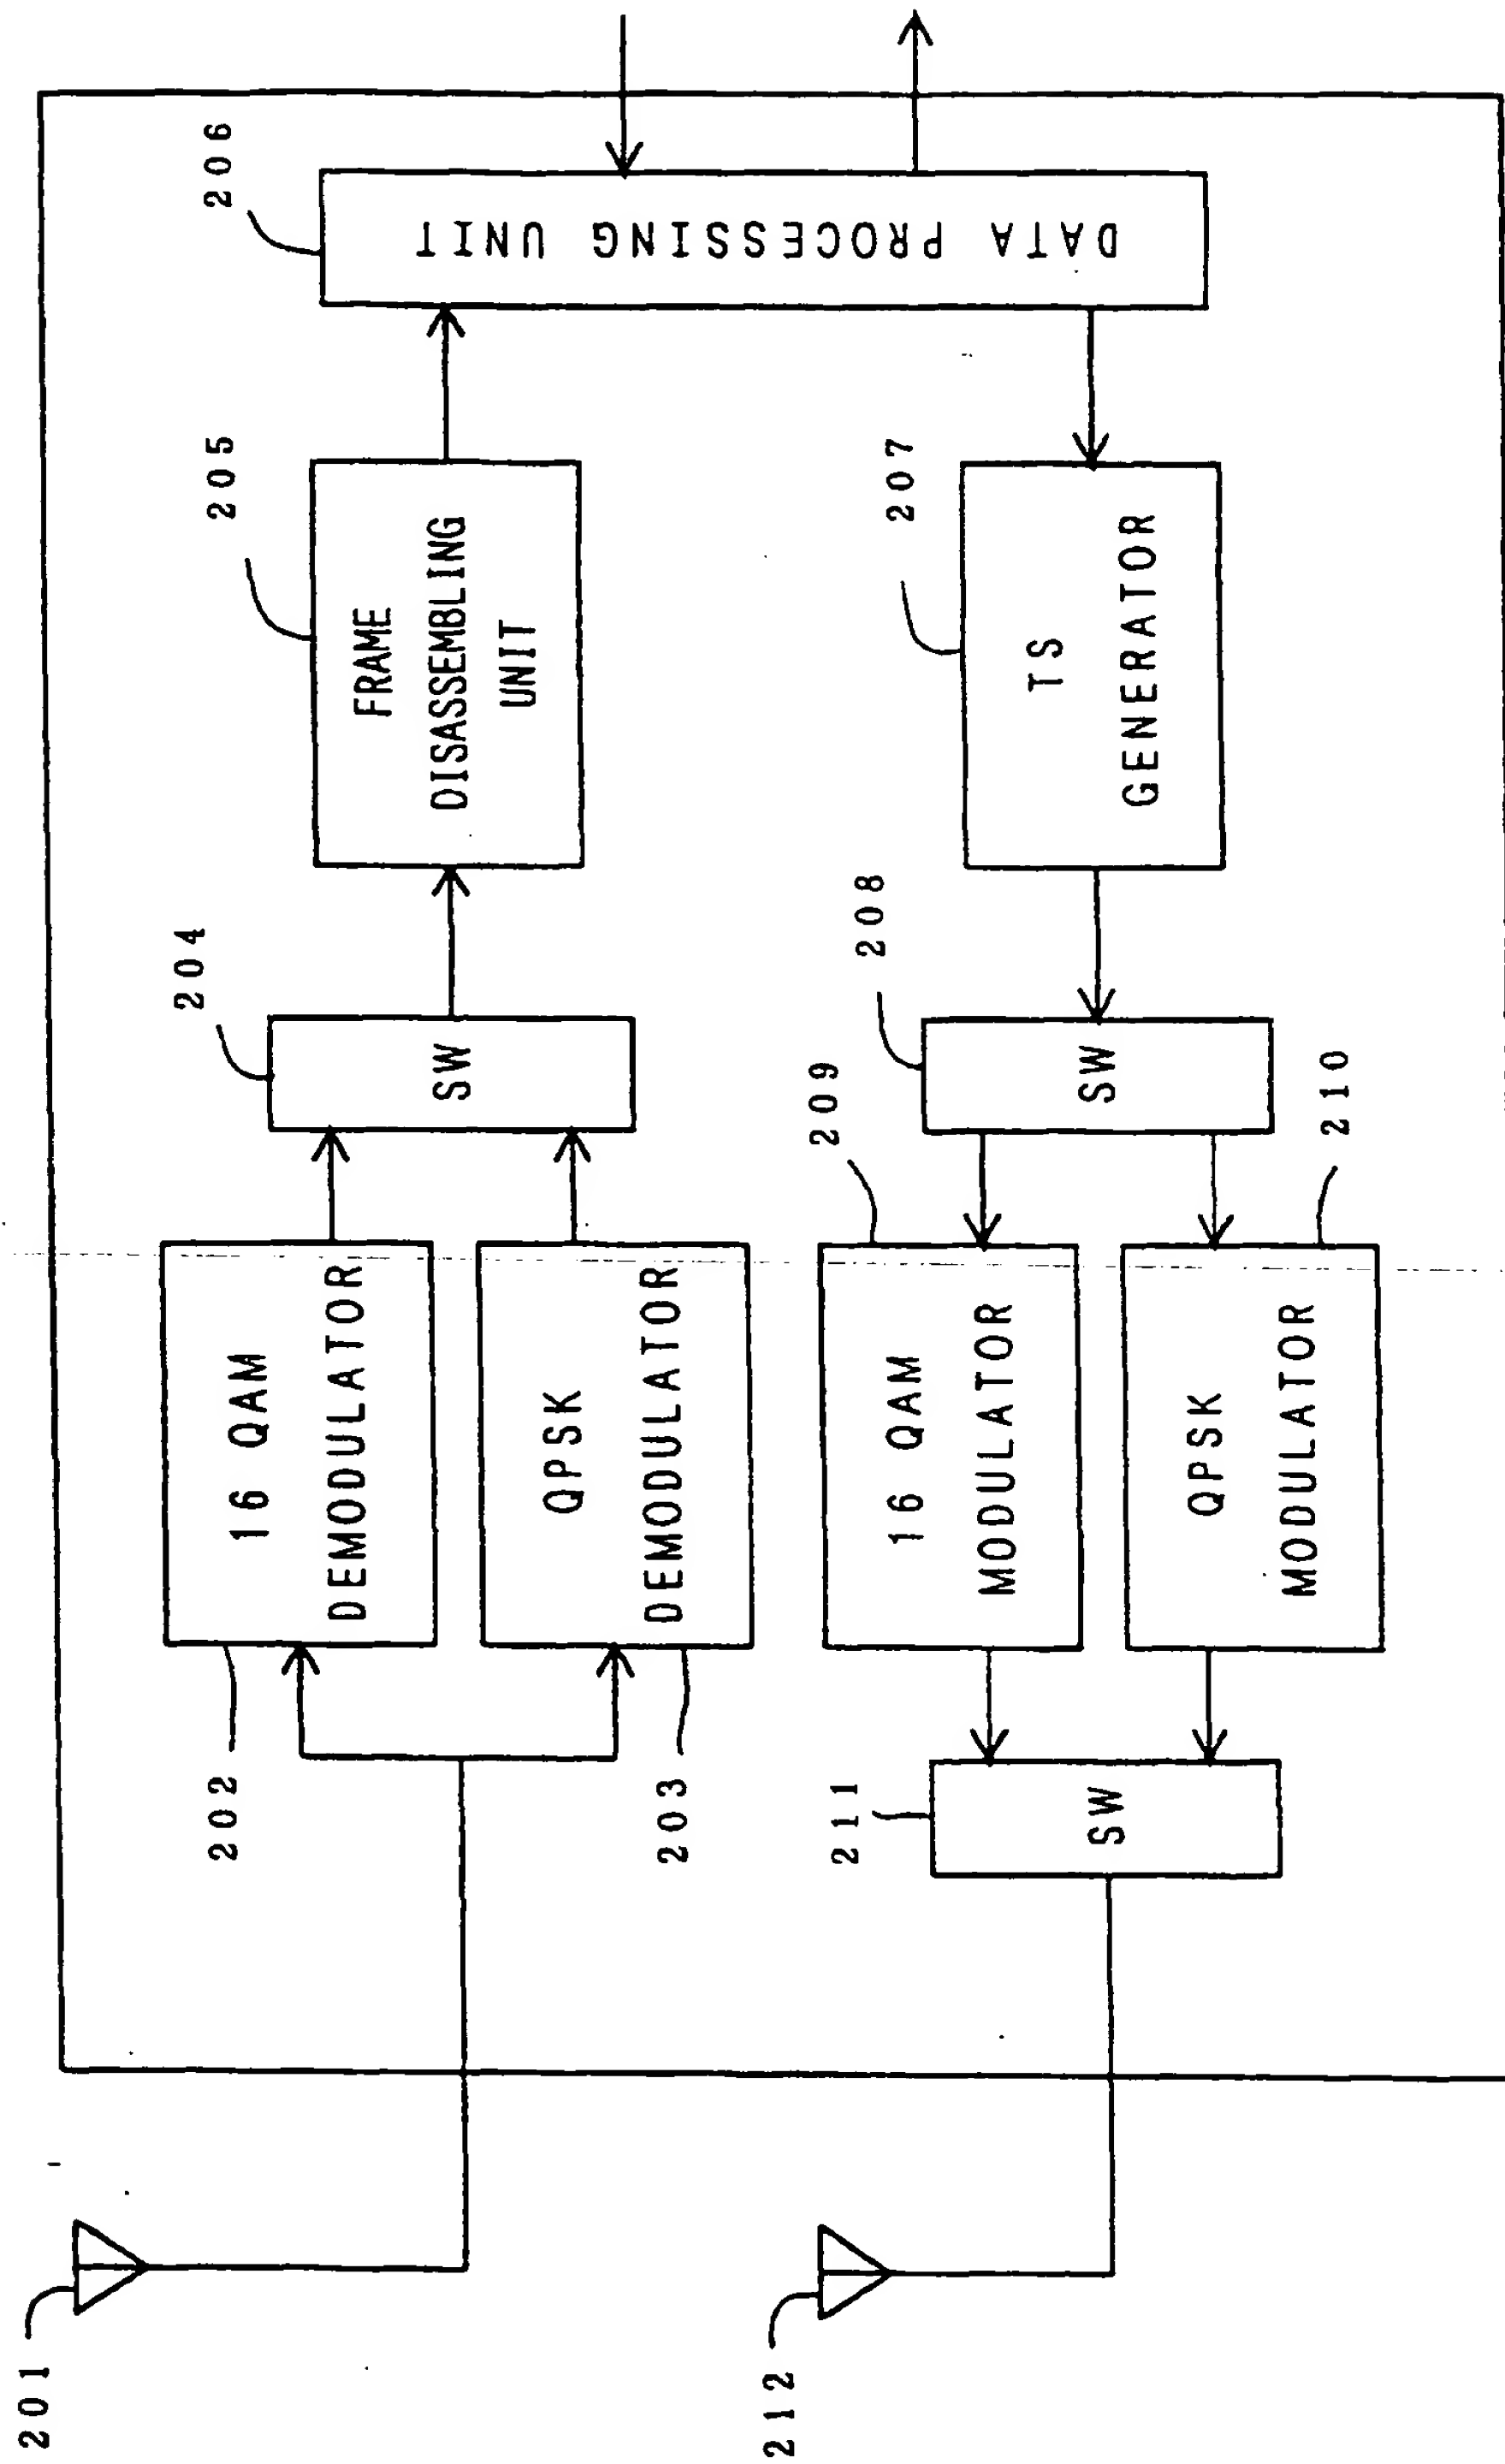 201
202
16 QAM
DEMODULATOR
203
QPSK
DEMODULATOR
204
SW
205
FRAME
DISASSEMBLING
UNIT
206
DATA PROCESSING UNIT
207
TS
GENERATOR
208
SW
209
16 QAM
MODULATOR
210
QPSK
MODULATOR
211
SW
212